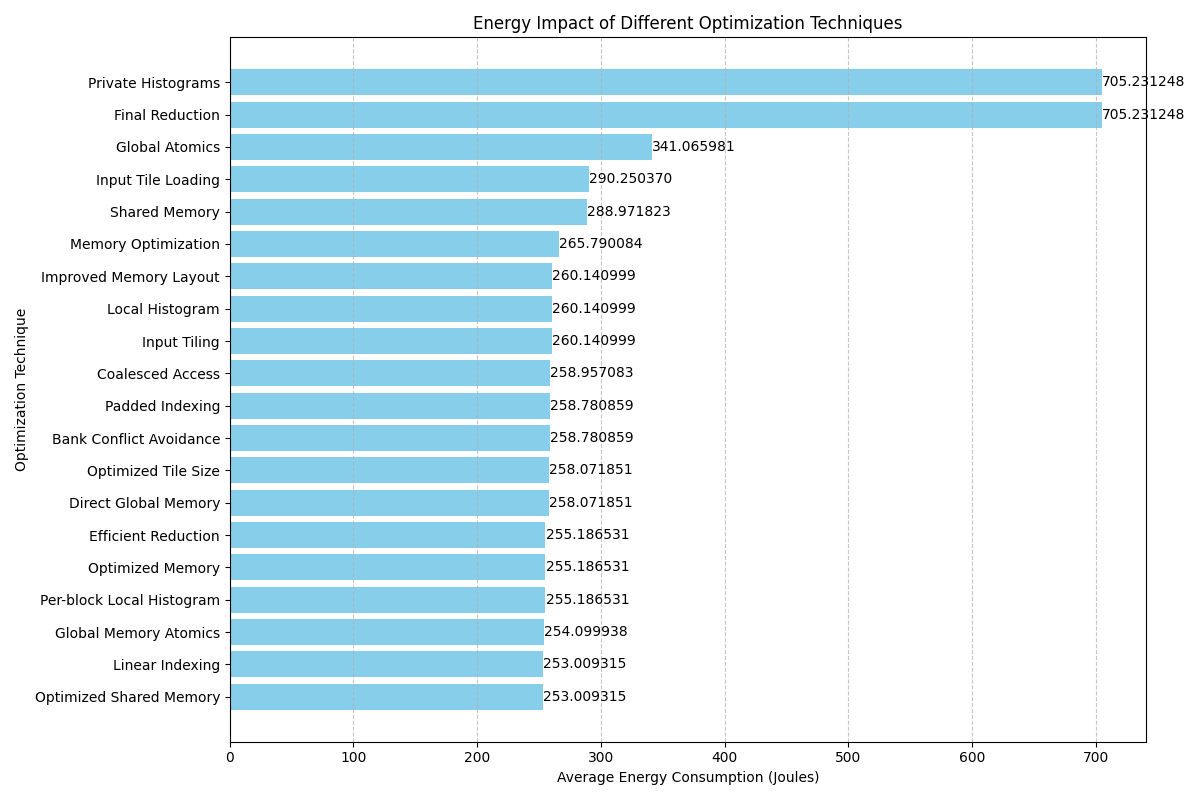 Energy Impact of Different Optimization Techniques
Optimization Technique
Private Histograms 705.231248
Final Reduction 705.231248
Global Atomics 341.065981
Input Tile Loading 290.250370
Shared Memory 288.971823
Memory Optimization 265.790084
Improved Memory Layout 260.140999
Local Histogram 260.140999
Input Tiling 260.140999
Coalesced Access 258.957083
Padded Indexing 258.780859
Bank Conflict Avoidance 258.780859
Optimized Tile Size 258.071851
Direct Global Memory 258.071851
Efficient Reduction 255.186531
Optimized Memory 255.186531
Per-block Local Histogram 255.186531
Global Memory Atomics 254.099938
Linear Indexing 253.009315
Optimized Shared Memory 253.009315
0 100 200 300 400 500 600 700
Average Energy Consumption (Joules)